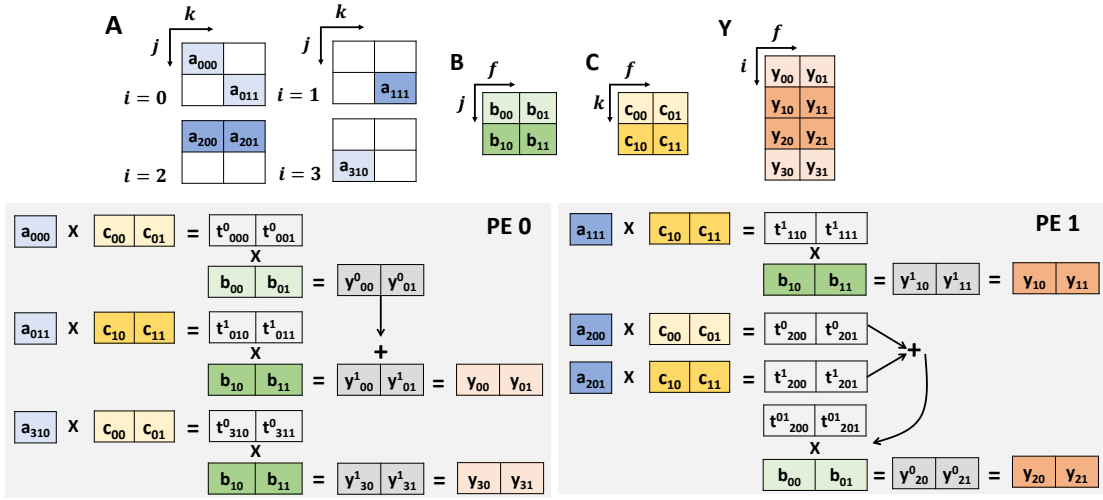 A
k
j
a000
a011
i = 0
k
j
a111
i = 1
a200 a201
i = 2
a310
i = 3
B
f
j
b00 b01
b10 b11
C
f
k
c00 c01
c10 c11
Y
f
i
y00 y01
y10 y11
y20 y21
y30 y31
PE 0
a000 X c00 c01 = t⁰000 t⁰001
X
b00 b01 = y⁰00 y⁰01
+
a011 X c10 c11 = t¹010 t¹011
X
b10 b11 = y¹00 y¹01 = y00 y01
a310 X c00 c01 = t⁰310 t⁰311
X
b10 b11 = y¹30 y¹31 = y30 y31
PE 1
a111 X c10 c11 = t¹110 t¹111
X
b10 b11 = y¹10 y¹11 = y10 y11
a200 X c00 c01 = t⁰200 t⁰201
+
a201 X c10 c11 = t¹200 t¹201
t⁰¹200 t⁰¹201
X
b00 b01 = y⁰20 y⁰21 = y20 y21